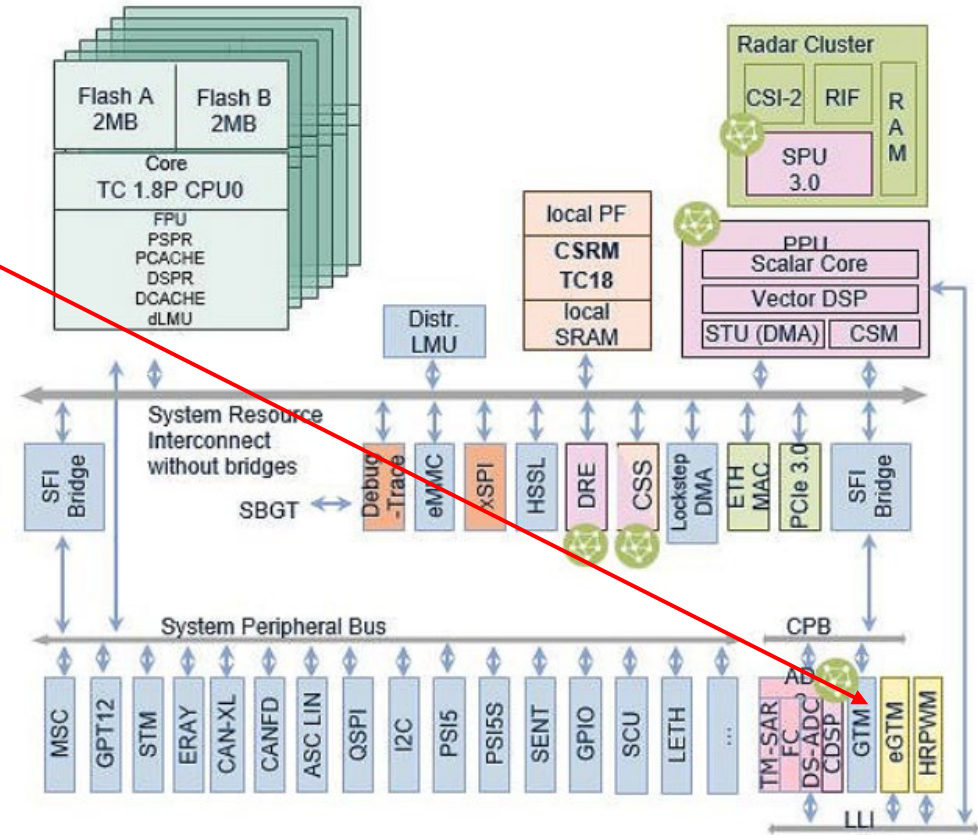 Flash A
2MB
Flash B
2MB
Core
TC 1.8P CPU0
FPU
PSPR
PCACHE
DSPR
DCACHE
dLMU
Radar Cluster
CSI-2
RIF
RAM
SPU
3.0
local PF
CSRM
TC18
local
SRAM
PPU
Scalar Core
Vector DSP
STU (DMA)
CSM
Distr.
LMU
System Resource
Interconnect
without bridges
SFI
Bridge
SBGT
Debug
-Trace
eMMC
xSPI
HSSL
DRE
CSS
Lockstep
DMA
ETH
MAC
PCIe 3.0
SFI
Bridge
System Peripheral Bus
CPB
MSC
GPT12
STM
ERAY
CAN-XL
CANFD
ASC LIN
QSPI
I2C
PSI5
PSI5S
SENT
GPIO
SCU
LETH
...
TM-SAR
FC
DS-ADC
CDSP
GTM
eGTM
HRPWM
LLI